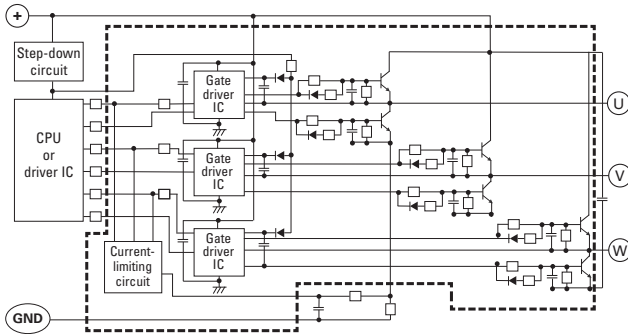 +
Step-down
circuit
CPU
or
driver IC
Gate
driver
IC
Gate
driver
IC
Gate
driver
IC
Current-
limiting
circuit
U
V
W
GND